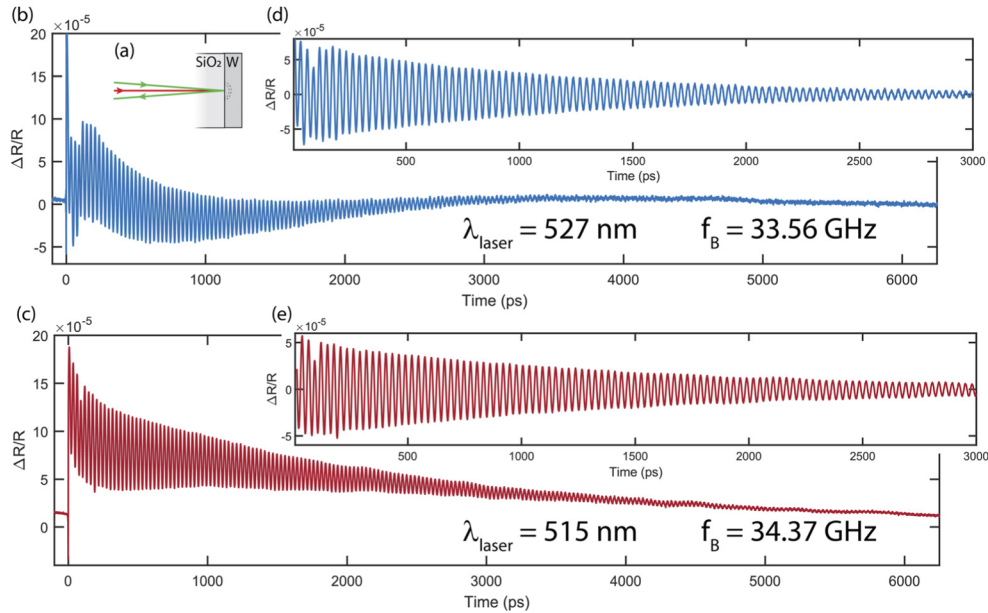 (b)
×10⁻⁵
20
15
10
5
0
-5
ΔR/R
0
1000
2000
3000
4000
5000
6000
Time (ps)
(a)
SiO₂ W
(d)
×10⁻⁵
5
0
-5
ΔR/R
500
1000
1500
2000
2500
3000
Time (ps)
λlaser = 527 nm fB = 33.56 GHz
(c)
×10⁻⁵
20
15
10
5
0
ΔR/R
0
1000
2000
3000
4000
5000
6000
Time (ps)
(e)
×10⁻⁵
5
0
-5
ΔR/R
500
1000
1500
2000
2500
3000
Time (ps)
λlaser = 515 nm fB = 34.37 GHz